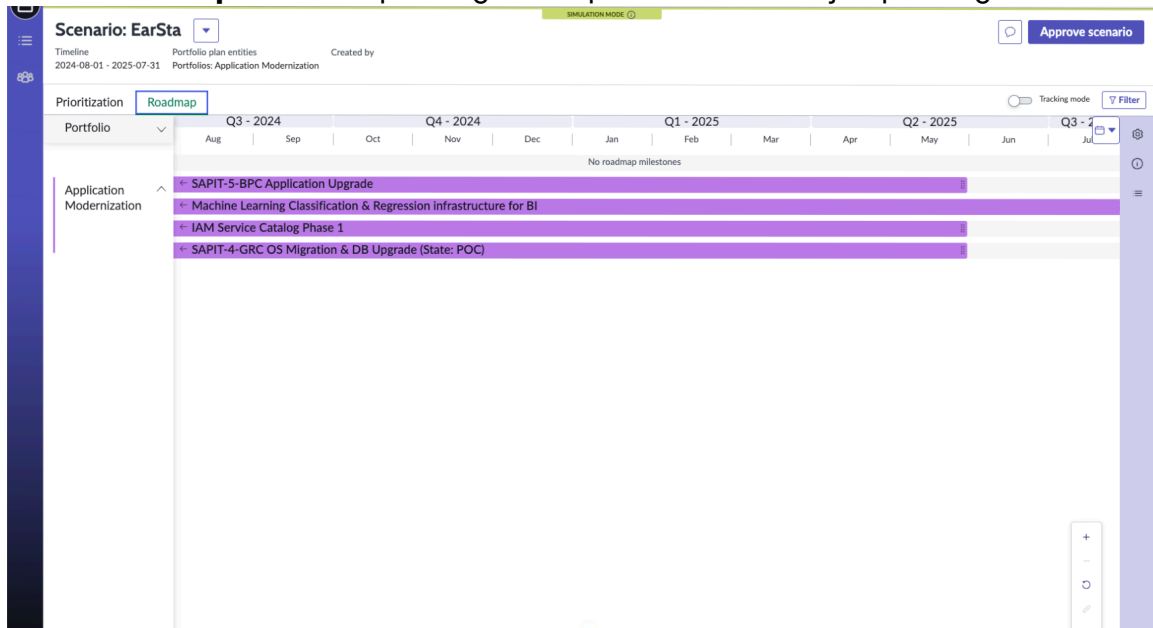 SIMULATION MODE
Scenario: EarSta
Approve scenario
Timeline
Portfolio plan entities
Created by
2024-08-01 - 2025-07-31
Portfolios: Application Modernization
Prioritization
Roadmap
Tracking mode
Filter
Portfolio
Q3 - 2024
Q4 - 2024
Q1 - 2025
Q2 - 2025
Q3 - 2
Aug
Sep
Oct
Nov
Dec
Jan
Feb
Mar
Apr
May
Jun
Ju
No roadmap milestones
Application
Modernization
← SAPIT-5-BPC Application Upgrade
← Machine Learning Classification & Regression infrastructure for BI
← IAM Service Catalog Phase 1
← SAPIT-4-GRC OS Migration & DB Upgrade (State: POC)